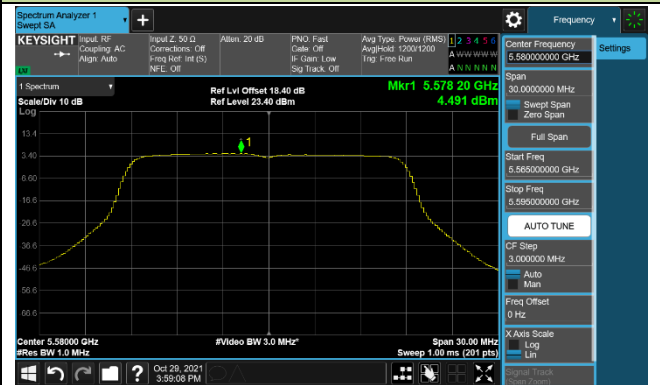 Spectrum Analyzer 1
Swept SA
+
Frequency
KEYSIGHT
Input: RF
Coupling: AC
Align: Auto
Input Z: 50 Ω
Corrections: Off
Freq Ref: Int (S)
NFE: Off
Atten: 20 dB
PNO: Fast
Gate: Off
IF Gain: Low
Sig Track: Off
Avg Type: Power (RMS)
Avg|Hold: 1200/1200
Trig: Free Run
1 2 3 4 5 6
A W W W W W
A N N N N N
LXI
1 Spectrum
Scale/Div 10 dB
Log
Ref Lvl Offset 18.40 dB
Ref Level 23.40 dBm
Mkr1 5.578 20 GHz
4.491 dBm
1
13.4
3.40
-6.60
-16.6
-26.6
-36.6
-46.6
-56.6
-66.6
Center 5.58000 GHz
#Res BW 1.0 MHz
#Video BW 3.0 MHz*
Span 30.00 MHz
Sweep 1.00 ms (201 pts)
Center Frequency
5.580000000 GHz
Settings
Span
30.0000000 MHz
Swept Span
Zero Span
Full Span
Start Freq
5.565000000 GHz
Stop Freq
5.595000000 GHz
AUTO TUNE
CF Step
3.000000 MHz
Auto
Man
Freq Offset
0 Hz
X Axis Scale
Log
Lin
Signal Track
(Span Zoom)
?
Oct 29, 2021
3:59:08 PM